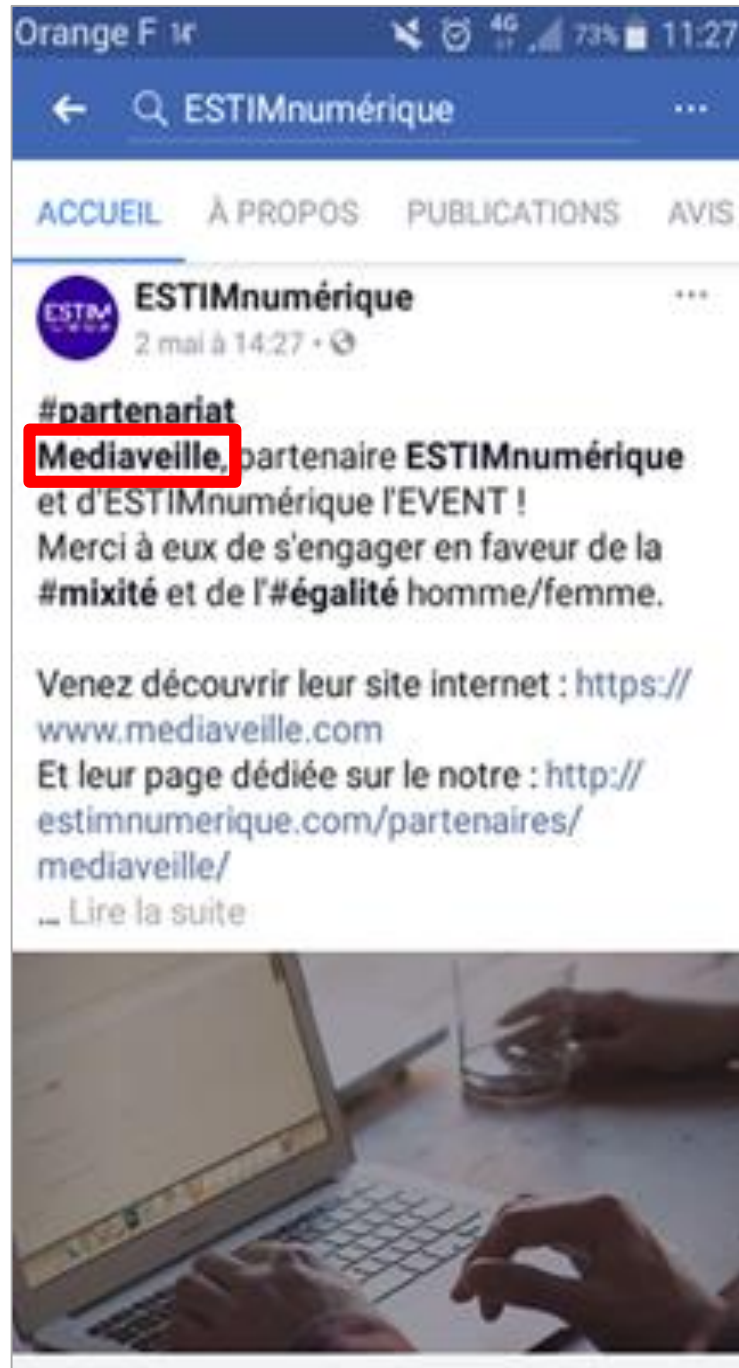 Orange F
4G 73% 11:27
ESTIMnumérique
ACCUEIL À PROPOS PUBLICATIONS AVIS
ESTIM
ESTIMnumérique
2 mai à 14:27
#partenariat
Mediaveille, partenaire ESTIMnumérique
et d'ESTIMnumérique l'EVENT !
Merci à eux de s'engager en faveur de la
#mixité et de l'#égalité homme/femme.
Venez découvrir leur site internet : https://
www.mediaveille.com
Et leur page dédiée sur le notre : http://
estimnumerique.com/partenaires/
mediaveille/
... Lire la suite